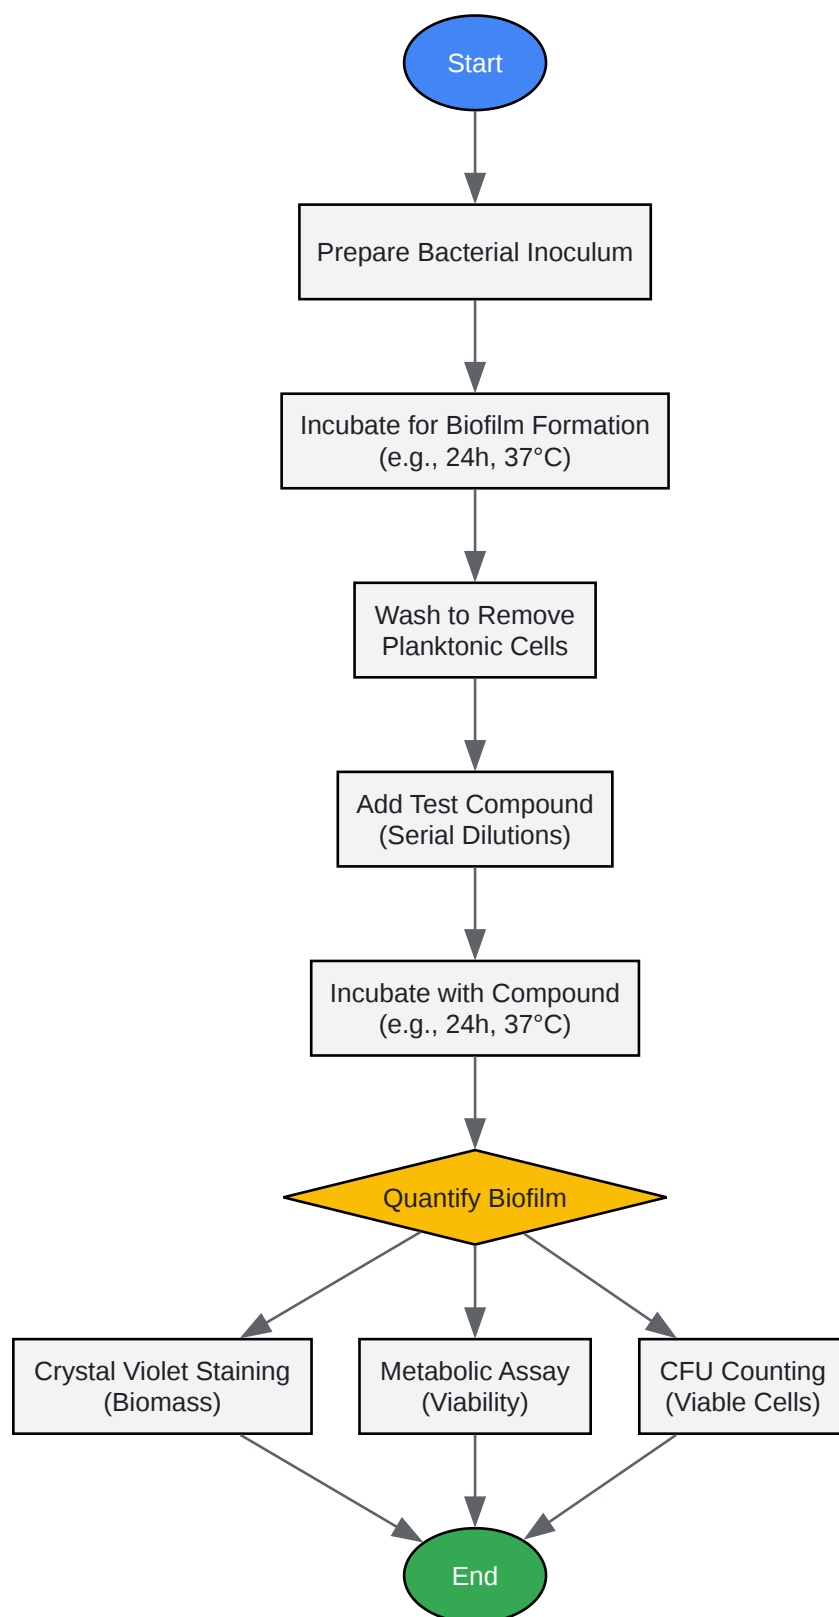 Start
Prepare Bacterial Inoculum
Incubate for Biofilm Formation
(e.g., 24h, 37°C)
Wash to Remove
Planktonic Cells
Add Test Compound
(Serial Dilutions)
Incubate with Compound
(e.g., 24h, 37°C)
Quantify Biofilm
Crystal Violet Staining
(Biomass)
Metabolic Assay
(Viability)
CFU Counting
(Viable Cells)
End